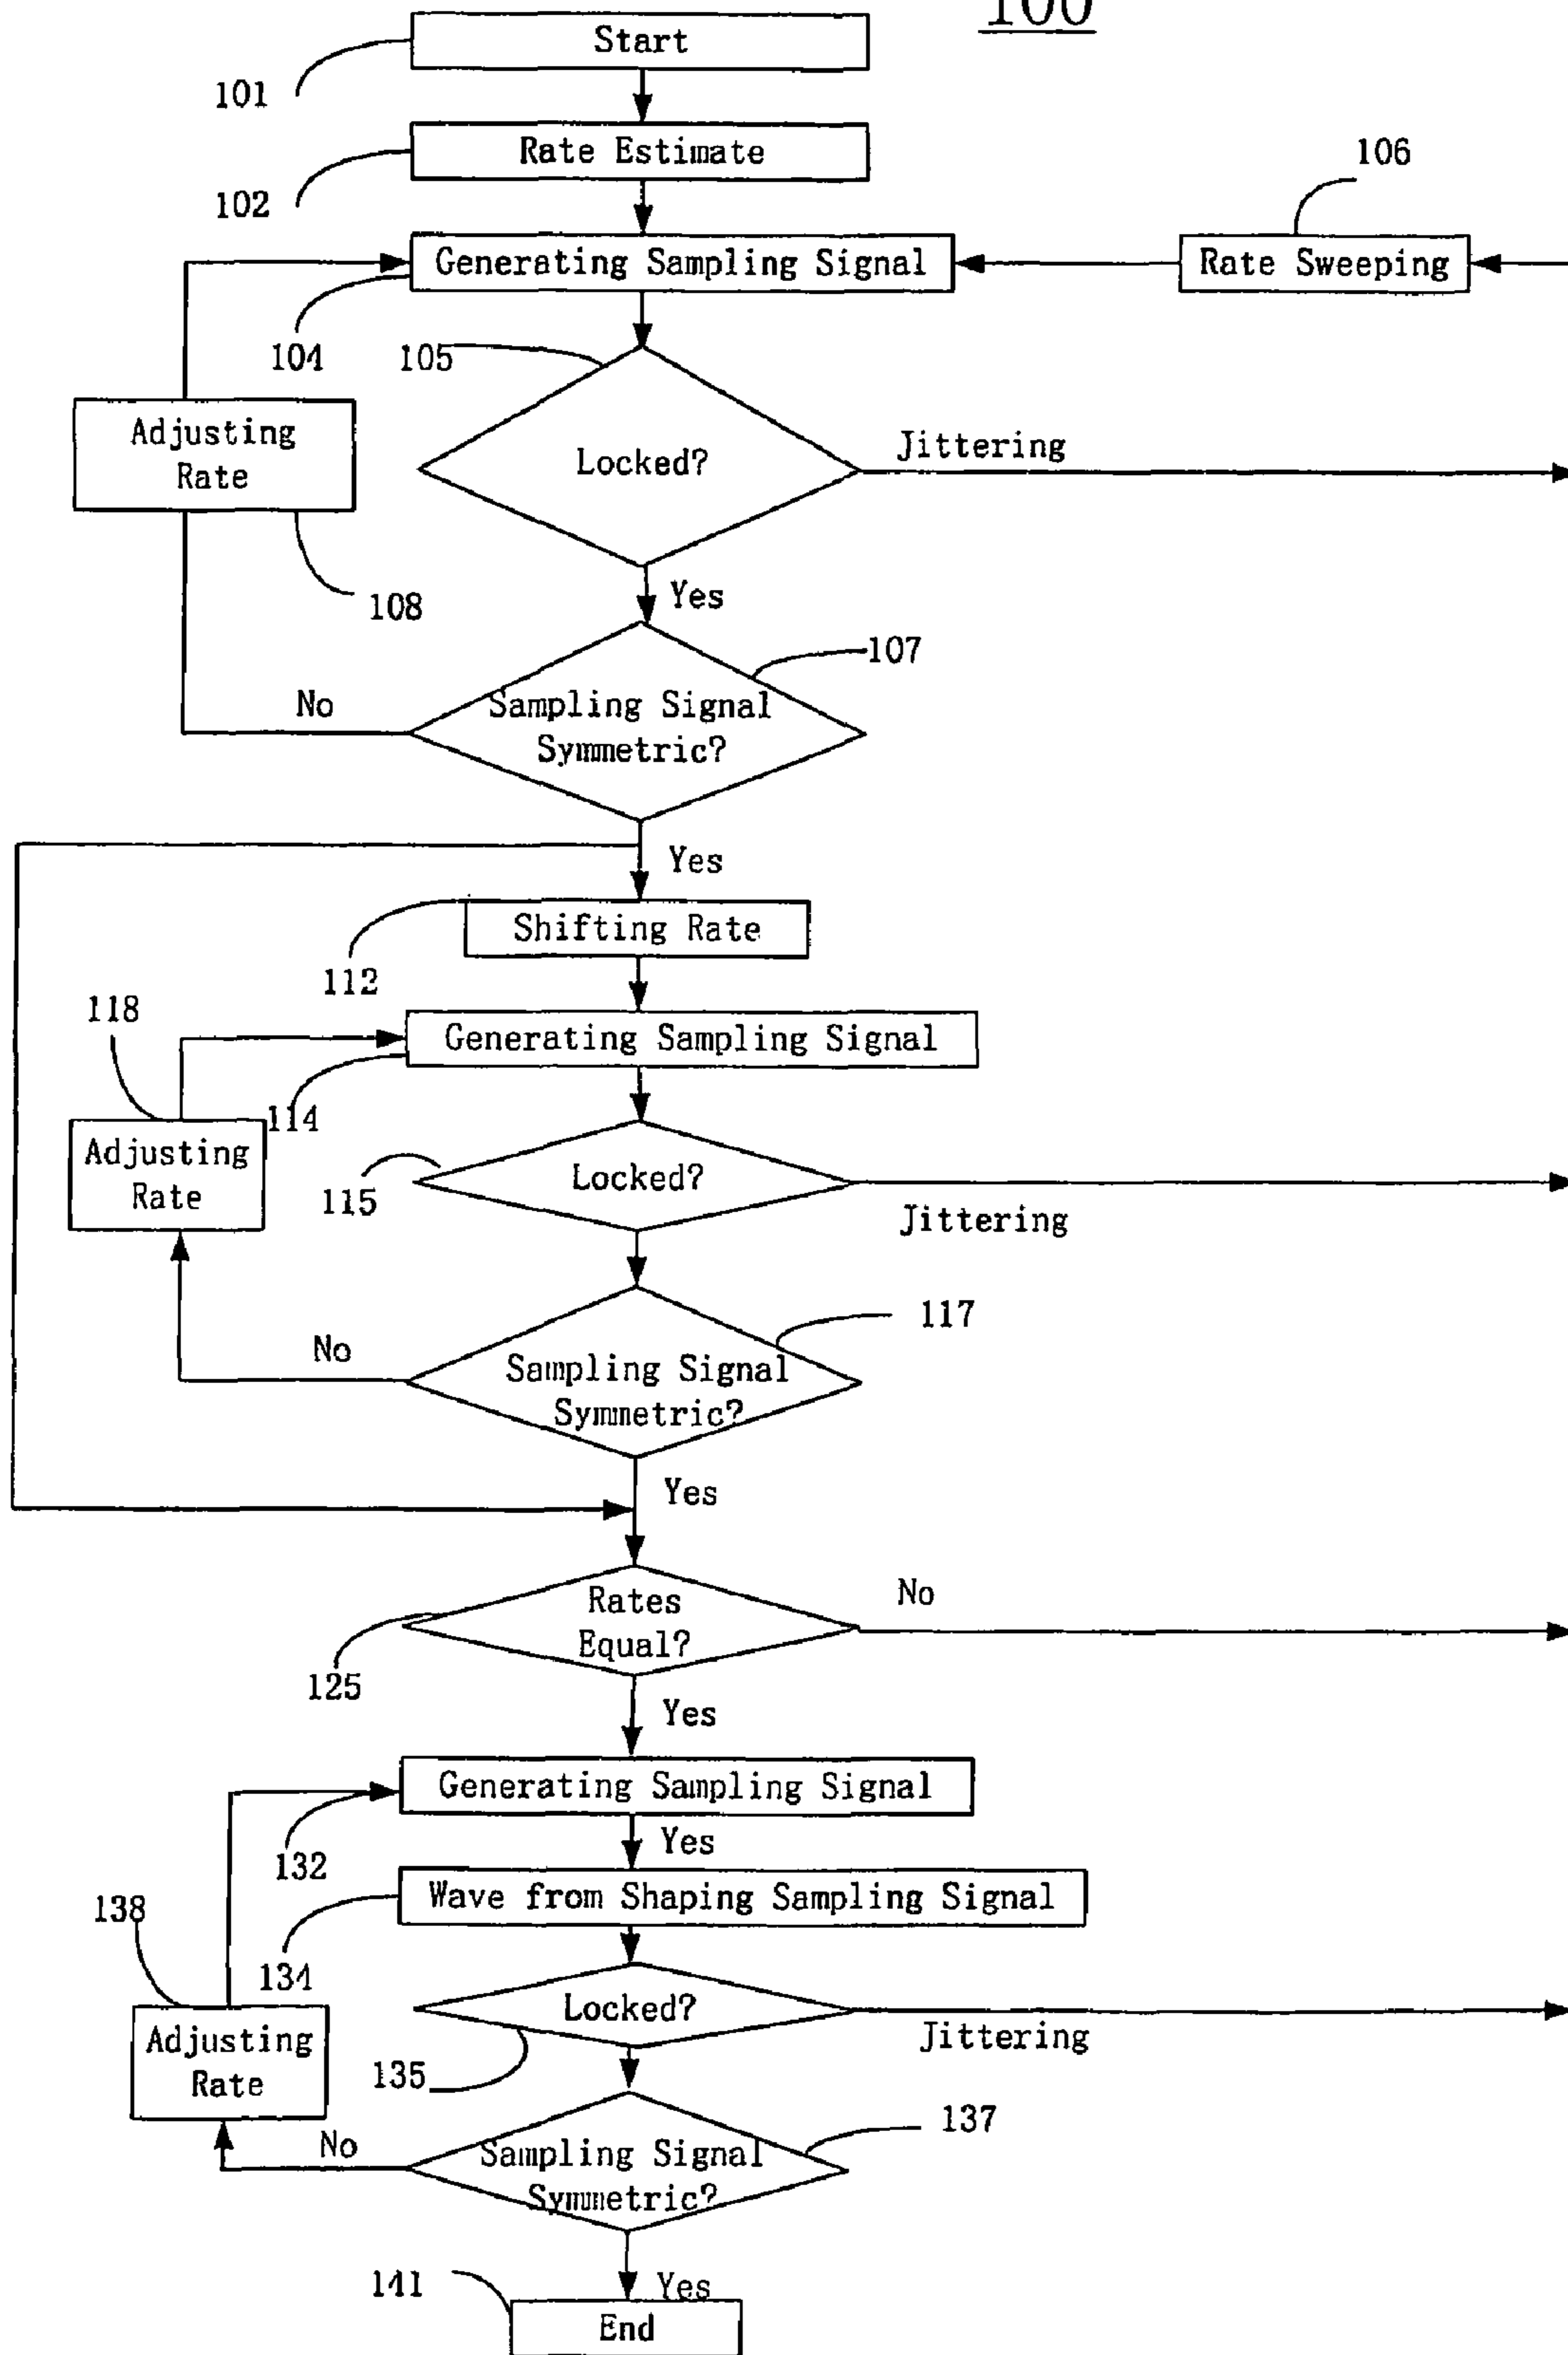 100
Start
101
Rate Estimate
102
106
Generating Sampling Signal
Rate Sweeping
104
105
Adjusting
Rate
Locked?
Jittering
108
Yes
107
No
Sampling Signal
Symmetric?
Yes
Shifting Rate
112
118
Generating Sampling Signal
114
Adjusting
Rate
Locked?
115
Jittering
117
No
Sampling Signal
Symmetric?
Yes
Rates
Equal?
No
125
Yes
Generating Sampling Signal
Yes
132
Wave from Shaping Sampling Signal
138
134
Locked?
Adjusting
Rate
Jittering
135
137
No
Sampling Signal
Symmetric?
141
Yes
End